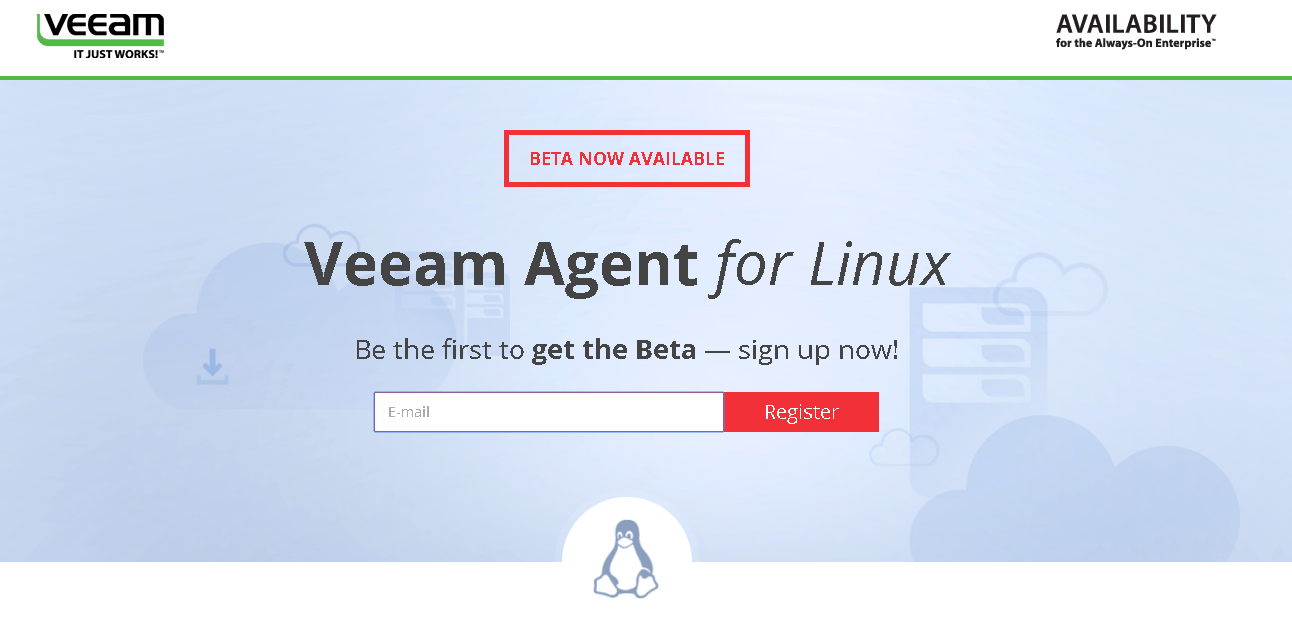 veeam
IT JUST WORKS!™
AVAILABILITY
for the Always-On Enterprise™
BETA NOW AVAILABLE
Veeam Agent for Linux
Be the first to get the Beta — sign up now!
E-mail
Register